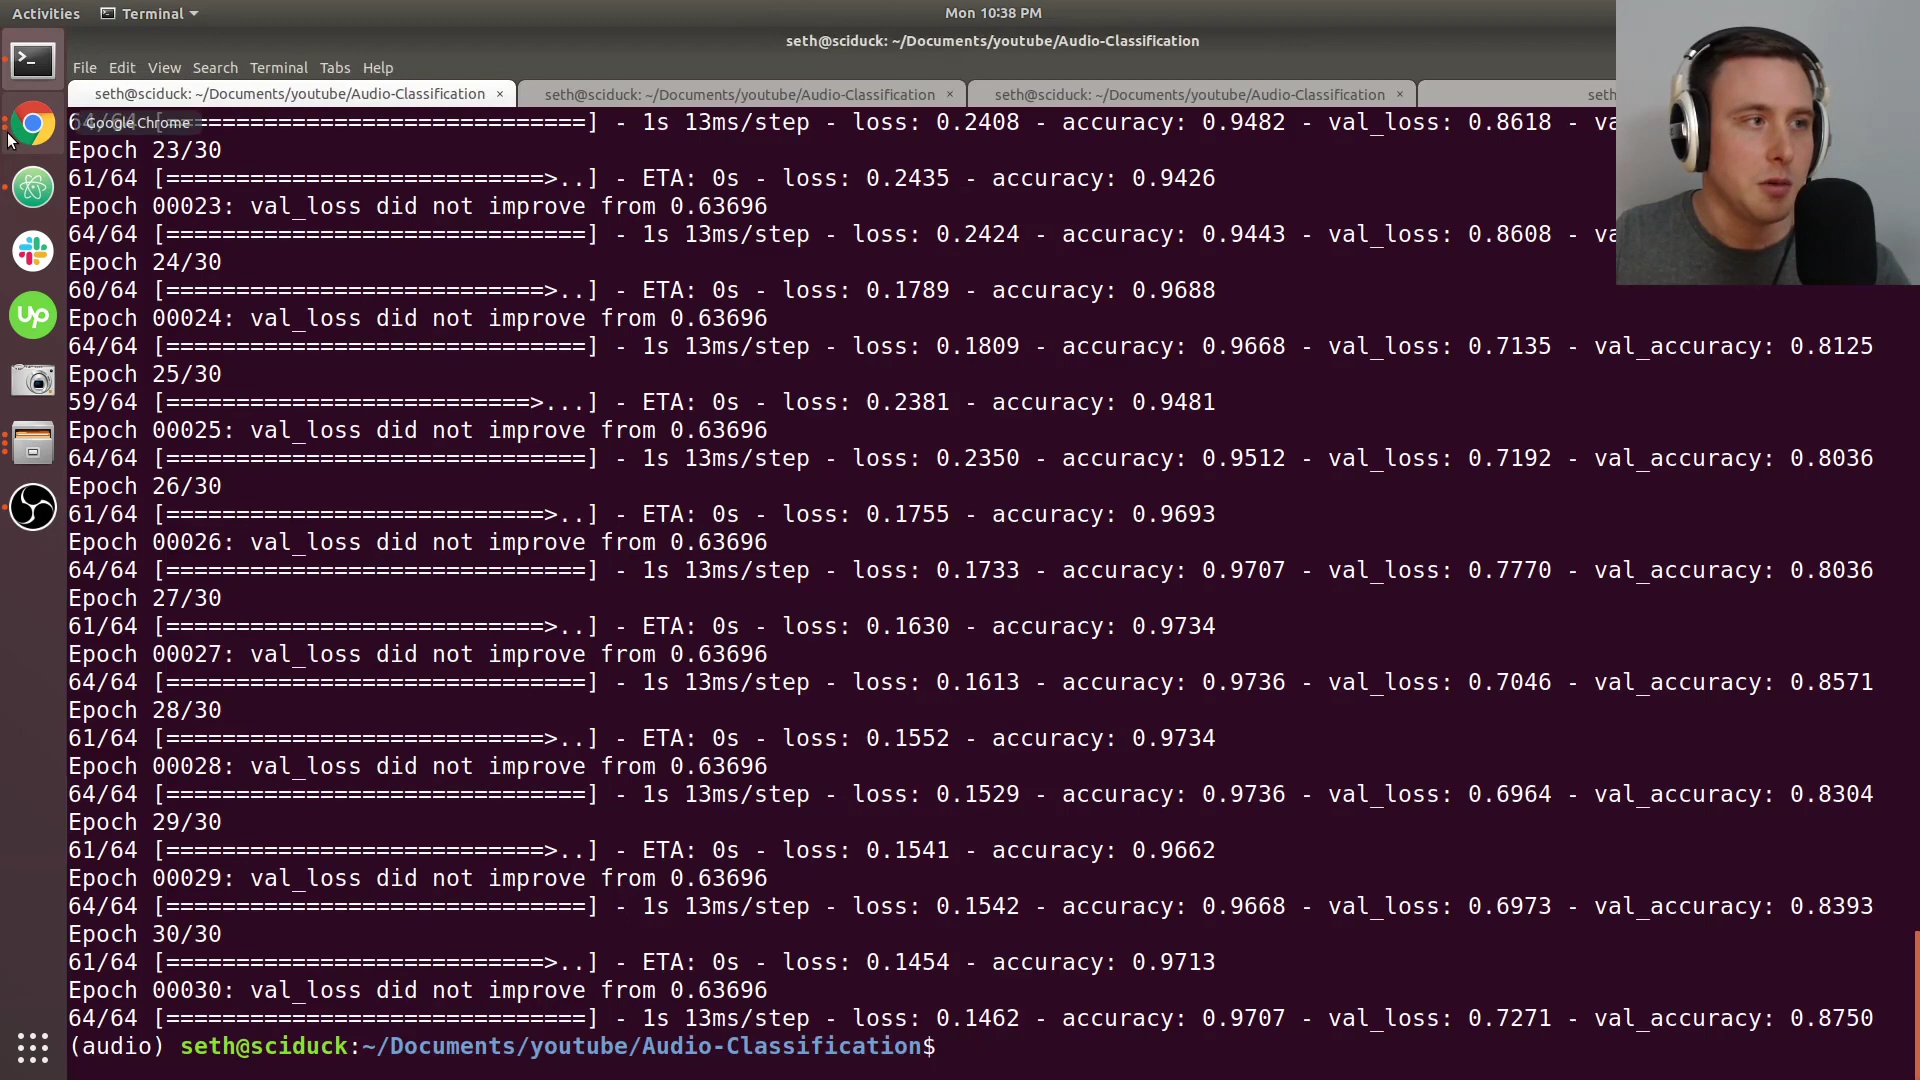 Activities Terminal Mon 10:38 PM
seth@sciduck: ~/Documents/youtube/Audio-Classification
File Edit View Search Terminal Tabs Help
seth@sciduck: ~/Documents/youtube/Audio-Classification × seth@sciduck: ~/Documents/youtube/Audio-Classification × seth@sciduck: ~/Documents/youtube/Audio-Classification × seth
Google Chrome
64/64 [==============================] - 1s 13ms/step - loss: 0.2408 - accuracy: 0.9482 - val_loss: 0.8618 - va
Epoch 23/30
61/64 [===========================>..] - ETA: 0s - loss: 0.2435 - accuracy: 0.9426
Epoch 00023: val_loss did not improve from 0.63696
64/64 [==============================] - 1s 13ms/step - loss: 0.2424 - accuracy: 0.9443 - val_loss: 0.8608 - va
Epoch 24/30
60/64 [===========================>..] - ETA: 0s - loss: 0.1789 - accuracy: 0.9688
Epoch 00024: val_loss did not improve from 0.63696
64/64 [==============================] - 1s 13ms/step - loss: 0.1809 - accuracy: 0.9668 - val_loss: 0.7135 - val_accuracy: 0.8125
Epoch 25/30
59/64 [==========================>...] - ETA: 0s - loss: 0.2381 - accuracy: 0.9481
Epoch 00025: val_loss did not improve from 0.63696
64/64 [==============================] - 1s 13ms/step - loss: 0.2350 - accuracy: 0.9512 - val_loss: 0.7192 - val_accuracy: 0.8036
Epoch 26/30
61/64 [===========================>..] - ETA: 0s - loss: 0.1755 - accuracy: 0.9693
Epoch 00026: val_loss did not improve from 0.63696
64/64 [==============================] - 1s 13ms/step - loss: 0.1733 - accuracy: 0.9707 - val_loss: 0.7770 - val_accuracy: 0.8036
Epoch 27/30
61/64 [===========================>..] - ETA: 0s - loss: 0.1630 - accuracy: 0.9734
Epoch 00027: val_loss did not improve from 0.63696
64/64 [==============================] - 1s 13ms/step - loss: 0.1613 - accuracy: 0.9736 - val_loss: 0.7046 - val_accuracy: 0.8571
Epoch 28/30
61/64 [===========================>..] - ETA: 0s - loss: 0.1552 - accuracy: 0.9734
Epoch 00028: val_loss did not improve from 0.63696
64/64 [==============================] - 1s 13ms/step - loss: 0.1529 - accuracy: 0.9736 - val_loss: 0.6964 - val_accuracy: 0.8304
Epoch 29/30
61/64 [===========================>..] - ETA: 0s - loss: 0.1541 - accuracy: 0.9662
Epoch 00029: val_loss did not improve from 0.63696
64/64 [==============================] - 1s 13ms/step - loss: 0.1542 - accuracy: 0.9668 - val_loss: 0.6973 - val_accuracy: 0.8393
Epoch 30/30
61/64 [===========================>..] - ETA: 0s - loss: 0.1454 - accuracy: 0.9713
Epoch 00030: val_loss did not improve from 0.63696
64/64 [==============================] - 1s 13ms/step - loss: 0.1462 - accuracy: 0.9707 - val_loss: 0.7271 - val_accuracy: 0.8750
(audio) seth@sciduck:~/Documents/youtube/Audio-Classification$
up